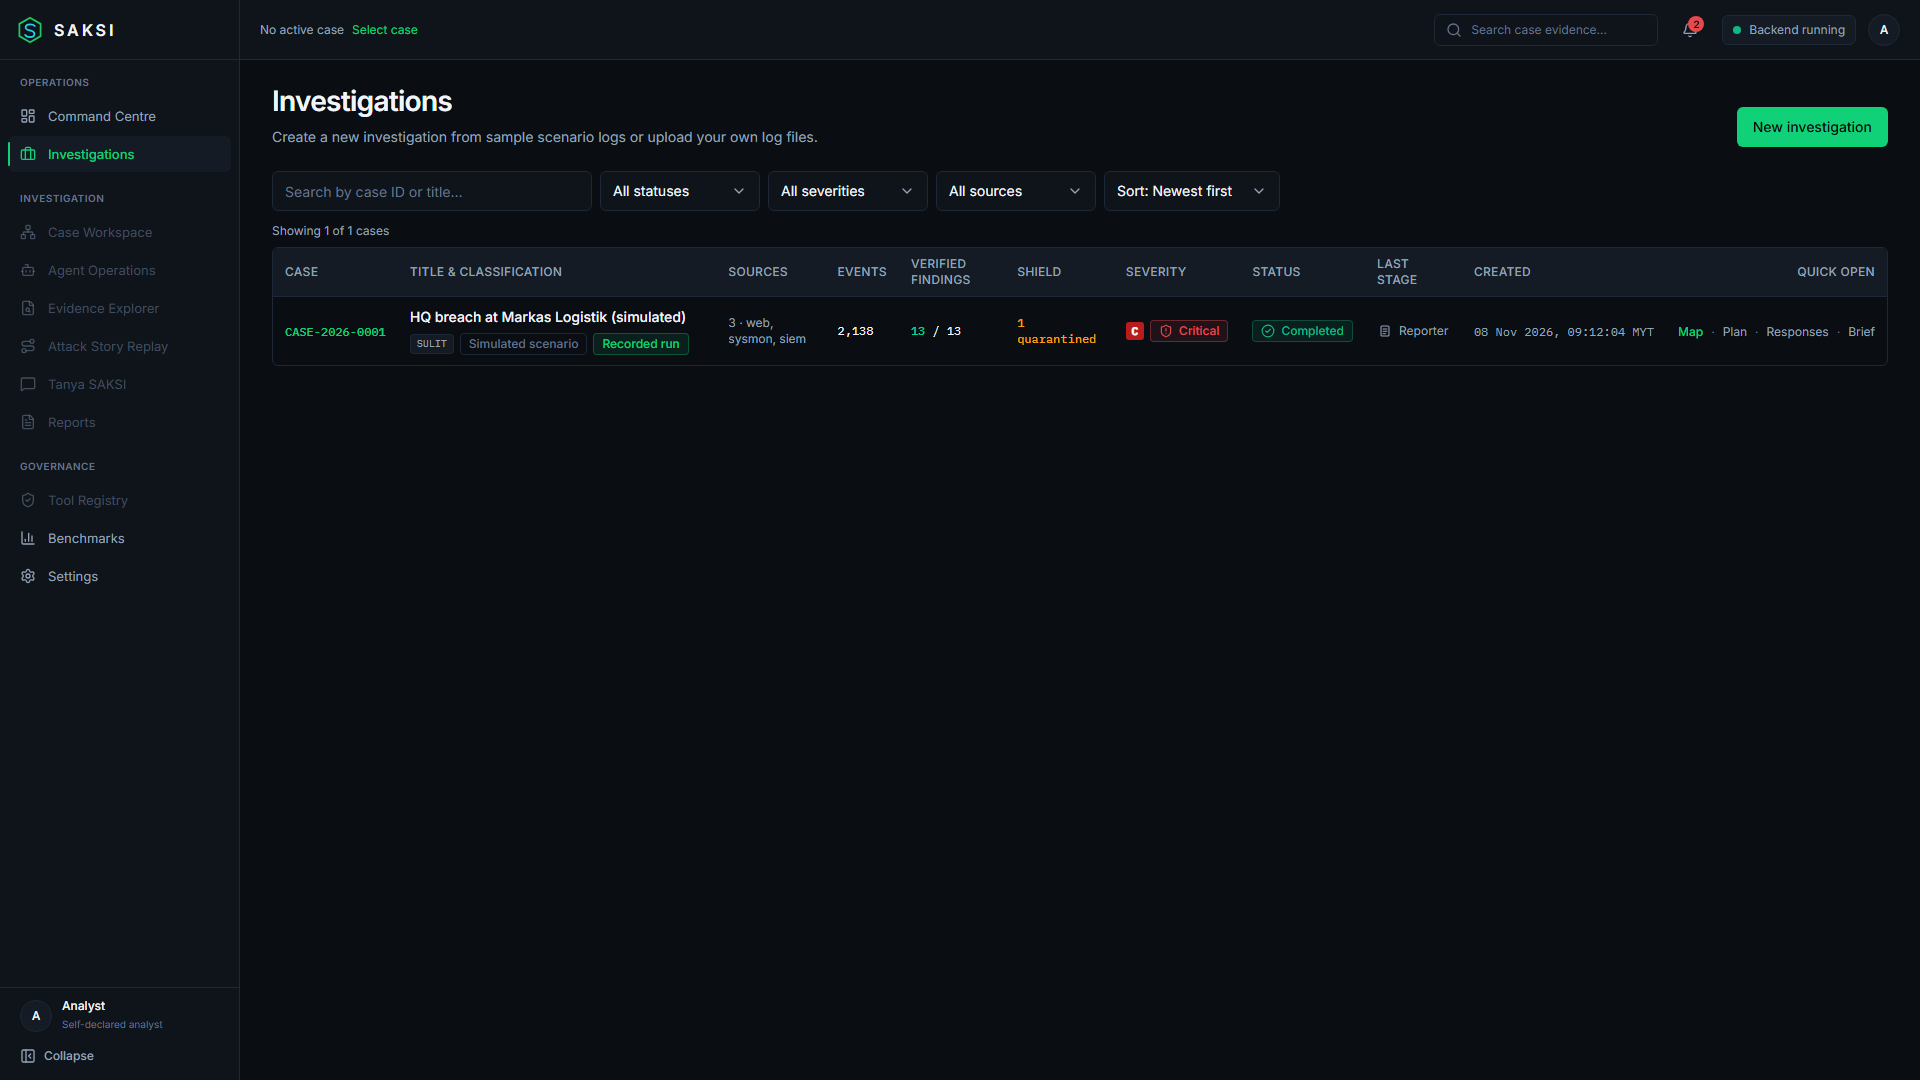 SAKSI
No active case Select case
Search case evidence...
2
Backend running
A
OPERATIONS
Command Centre
Investigations
INVESTIGATION
Case Workspace
Agent Operations
Evidence Explorer
Attack Story Replay
Tanya SAKSI
Reports
GOVERNANCE
Tool Registry
Benchmarks
Settings
A
Analyst
Self-declared analyst
Collapse
Investigations
Create a new investigation from sample scenario logs or upload your own log files.
New investigation
Search by case ID or title...
All statuses
All severities
All sources
Sort: Newest first
Showing 1 of 1 cases
CASE TITLE & CLASSIFICATION SOURCES EVENTS VERIFIED FINDINGS SHIELD SEVERITY STATUS LAST STAGE CREATED QUICK OPEN
CASE-2026-0001
HQ breach at Markas Logistik (simulated)
SULIT Simulated scenario Recorded run
3 · web,
sysmon, siem
2,138
13 / 13
1
quarantined
C Critical
Completed
Reporter
08 Nov 2026, 09:12:04 MYT
Map · Plan · Responses · Brief